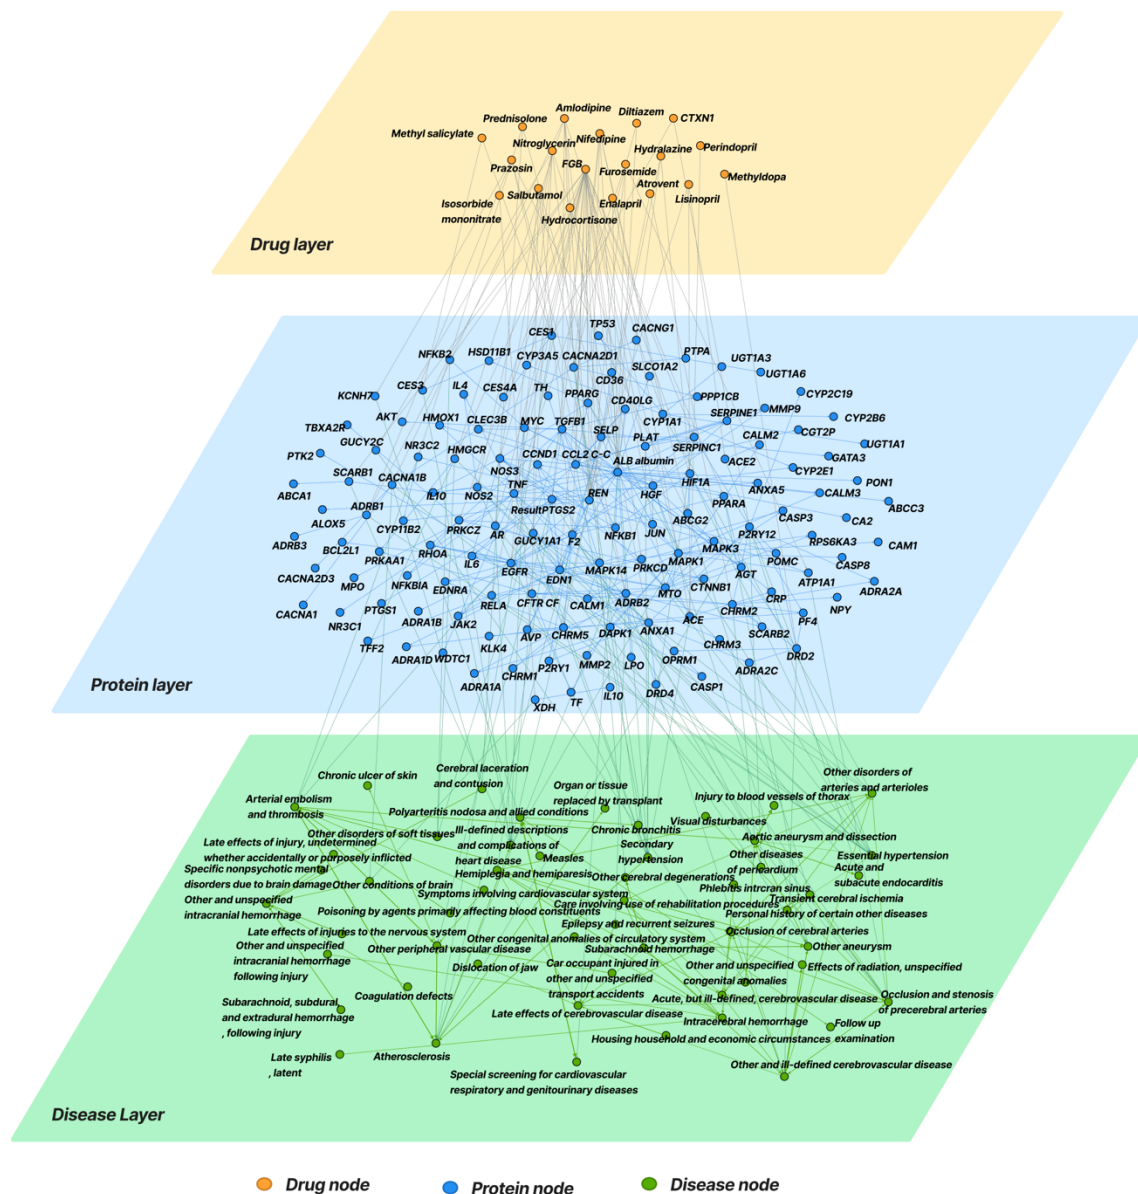 Amlodipine
Diltiazem
CTXN1
Prednisolone
Methyl salicylate
Nitroglycerin
Nifedipine
Hydralazine
Perindopril
Prazosin
FGB
Furosemide
Methyldopa
Atrovent
Isosorbide
mononitrate
Salbutamol
Enalapril
Lisinopril
Hydrocortisone
Drug layer
CES1
TP53
CACNG1
NFKB2
HSD11B1
CYP3A5
CACNA2D1
SLCO1A2
PTPA
UGT1A3
UGT1A6
KCNH7
CES3
IL4
CES4A
TH
PPARG
CD36
CD40LG
PPP1CB
CYP2C19
TBXA2R
AKT
HMOX1
CLEC3B
MYC
TGFB1
SELP
CYP1A1
SERPINE1
MMP9
CYP2B6
PTK2
GUCY2C
NR3C2
HMGCR
CCND1
CCL2 C-C
PLAT
SERPINC1
CALM2
CGT2P
UGT1A1
GATA3
ABCA1
SCARB1
CACNA1B
NOS3
ALB albumin
ACE2
CYP2E1
PON1
IL10
NOS2
TNF
REN
HGF
HIF1A
PPARA
ANXA5
CALM3
ABCC3
ALOX5
ADRB1
CYP11B2
PRKCZ
ResultPTGS2
ABCG2
CASP3
CA2
ADRB3
BCL2L1
PRKAA1
RHOA
AR
GUCY1A1
F2
NFKB1
JUN
MAPK3
P2RY12
RPS6KA3
CAM1
CACNA2D3
MPO
NFKBIA
IL6
EGFR
EDN1
MAPK14
PRKCD
MAPK1
AGT
POMC
CASP8
CACNA1
PTGS1
EDNRA
RELA
CFTR CF
CALM1
ADRB2
MTO
CTNNB1
CRP
ATP1A1
ADRA2A
NR3C1
ADRA1B
JAK2
AVP
CHRM5
DAPK1
ANXA1
ACE
CHRM2
PF4
NPY
TFF2
ADRA1D
WDTC1
KLK4
P2RY1
MMP2
LPO
OPRM1
CHRM3
SCARB2
DRD2
ADRA1A
CHRM1
XDH
TF
IL10
DRD4
CASP1
ADRA2C
Protein layer
Chronic ulcer of skin
Cerebral laceration
and contusion
Organ or tissue
replaced by transplant
Injury to blood vessels of thorax
Other disorders of
arteries and arterioles
Arterial embolism
and thrombosis
Polyarteritis nodosa and allied conditions
Chronic bronchitis
Visual disturbances
Other disorders of soft tissues
Ill-defined descriptions
and complications of
heart disease
Secondary
hypertension
Aortic aneurysm and dissection
Late effects of injury, undetermined
whether accidentally or purposely inflicted
Measles
Other diseases
of pericardium
Essential hypertension
Specific nonpsychotic mental
disorders due to brain damage
Other conditions of brain
Hemiplegia and hemiparesis
Other cerebral degenerations
Phlebitis intrcran sinus
Acute and
subacute endocarditis
Other and unspecified
intracranial hemorrhage
Symptoms involving cardiovascular system
Care involving use of rehabilitation procedures
Transient cerebral ischemia
Poisoning by agents primarily affecting blood constituents
Personal history of certain other diseases
Late effects of injuries to the nervous system
Epilepsy and recurrent seizures
Occlusion of cerebral arteries
Other and unspecified
intracranial hemorrhage
following injury
Other peripheral vascular disease
Other congenital anomalies of circulatory system
Subarachnoid hemorrhage
Other aneurysm
Dislocation of jaw
Car occupant injured in
other and unspecified
transport accidents
Other and unspecified
congenital anomalies
Effects of radiation, unspecified
Coagulation defects
Subarachnoid, subdural
and extradural hemorrhage
, following injury
Late effects of cerebrovascular disease
Acute, but ill-defined, cerebrovascular disease
Occlusion and stenosis
of precerebral arteries
Intracerebral hemorrhage
Follow up
examination
Late syphilis
, latent
Atherosclerosis
Housing household and economic circumstances
Special screening for cardiovascular
respiratory and genitourinary diseases
Other and ill-defined cerebrovascular disease
Disease Layer
Drug node
Protein node
Disease node